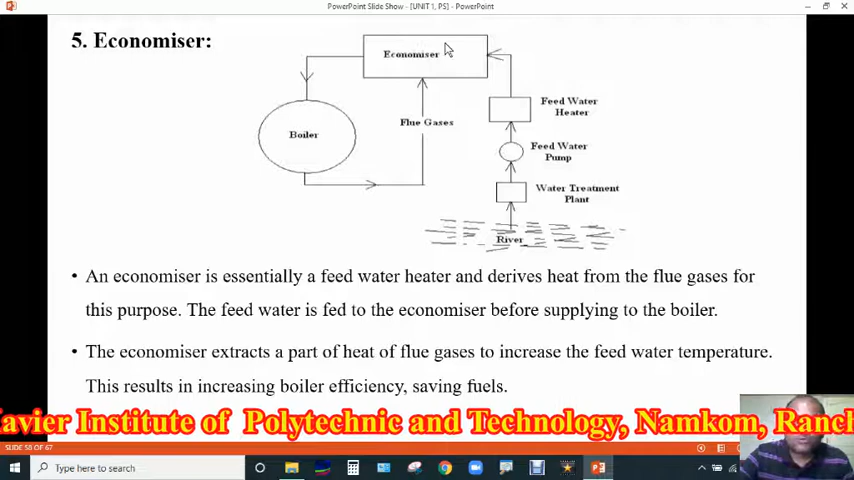 PowerPoint Slide Show - [UNIT 1, PS] - PowerPoint
5. Economiser:
Economiser
Feed Water
Heater
Flue Gases
Boiler
Feed Water
Pump
Water Treatment
Plant
River
• An economiser is essentially a feed water heater and derives heat from the flue gases for
this purpose. The feed water is fed to the economiser before supplying to the boiler.
• The economiser extracts a part of heat of flue gases to increase the feed water temperature.
This results in increasing boiler efficiency, saving fuels.
avier Institute of Polytechnic and Technology, Namkom, Ranch
SLIDE 58 OF 67
Type here to search